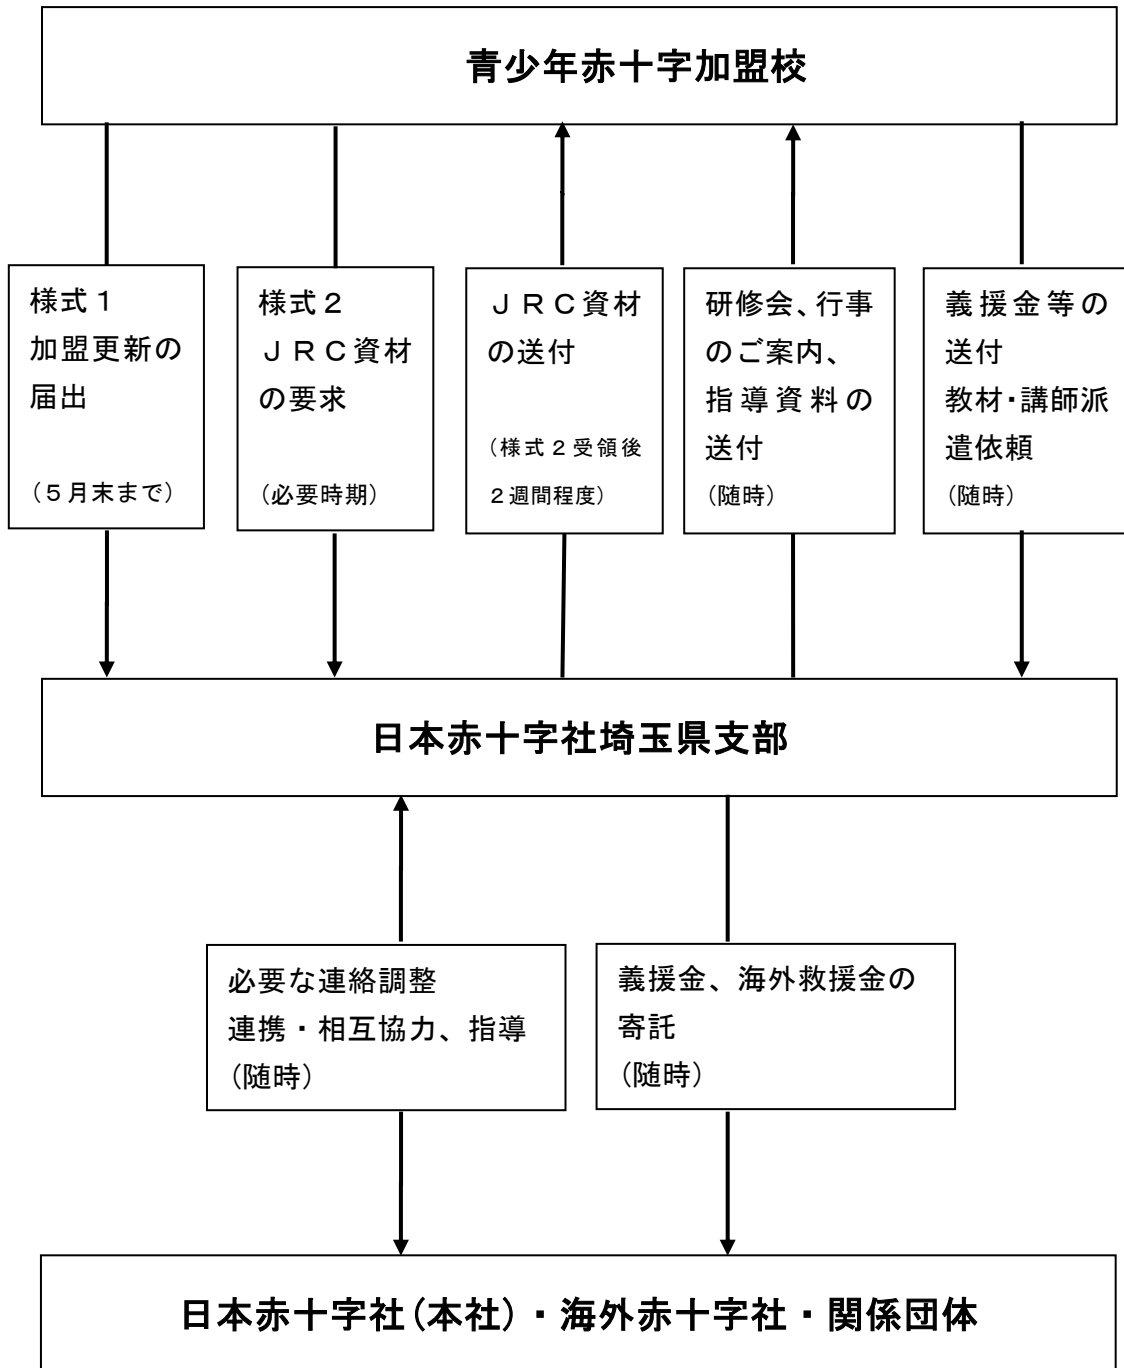 青少年赤十字加盟校
様式１
加盟更新の
届出
（５月末まで）
様式２
ＪＲＣ資材
の要求
（必要時期）
ＪＲＣ資材
の送付
（様式２受領後
２週間程度）
研修会、行事
のご案内、
指導資料の
送付
（随時）
義援金等の
送付
教材・講師派
遣依頼
（随時）
日本赤十字社埼玉県支部
必要な連絡調整
連携・相互協力、指導
（随時）
義援金、海外救援金の
寄託
（随時）
日本赤十字社（本社）・海外赤十字社・関係団体